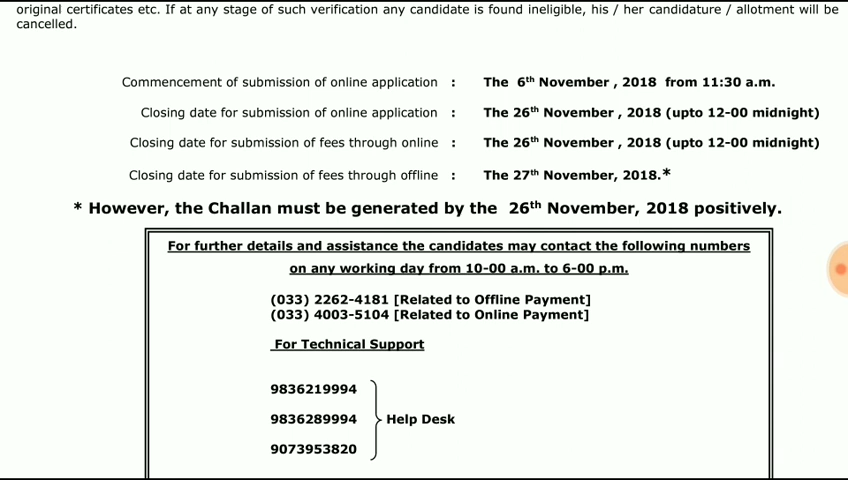 original certificates etc. If at any stage of such verification any candidate is found ineligible, his / her candidature / allotment will be
cancelled.
Commencement of submission of online application : The 6th November , 2018 from 11:30 a.m.
Closing date for submission of online application : The 26th November , 2018 (upto 12-00 midnight)
Closing date for submission of fees through online : The 26th November , 2018 (upto 12-00 midnight)
Closing date for submission of fees through offline : The 27th November, 2018.*
* However, the Challan must be generated by the 26th November, 2018 positively.
For further details and assistance the candidates may contact the following numbers
on any working day from 10-00 a.m. to 6-00 p.m.
(033) 2262-4181 [Related to Offline Payment]
(033) 4003-5104 [Related to Online Payment]
For Technical Support
9836219994
9836289994 Help Desk
9073953820